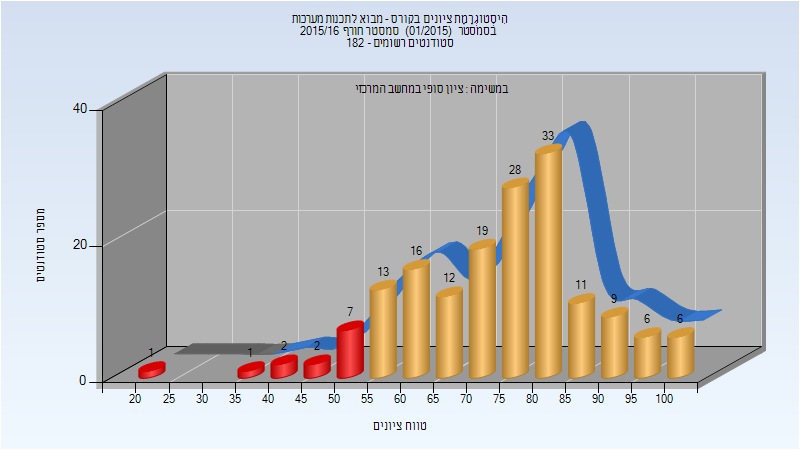 היסטוגרמת ציונים בקורס - מבוא לתכנות מערכות
בסמסטר (01/2015) סמסטר חורף 2015/16
סטודנטים רשומים - 182
במשימה : ציון סופי במחשב המרכזי
מספר סטודנטים
40
20
0
1 1 2 2 7 13 16 12 19 28 33 11 9 6 6
20 25 30 35 40 45 50 55 60 65 70 75 80 85 90 95 100
טווח ציונים